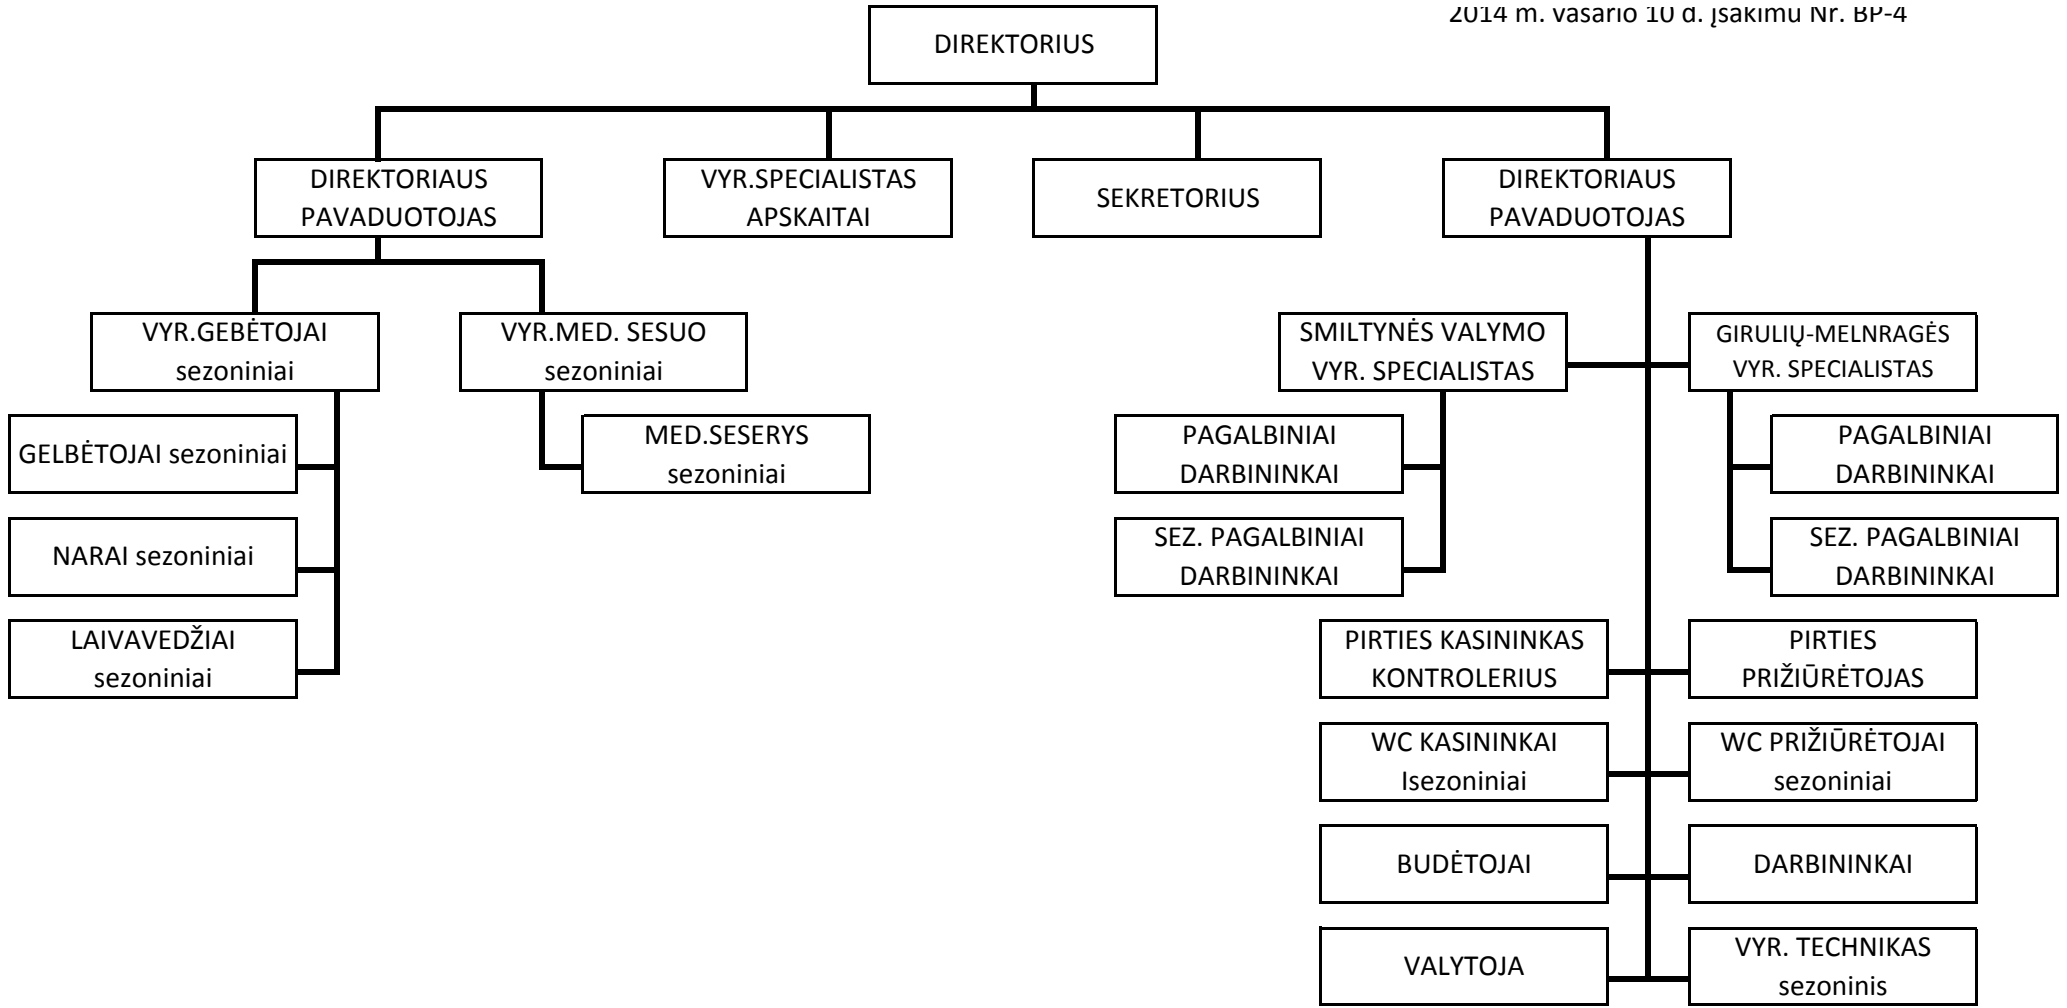 2014 m. vasario 10 d. įsakimu Nr. BP-4
DIREKTORIUS
DIREKTORIAUS
PAVADUOTOJAS
VYR.SPECIALISTAS
APSKAITAI
SEKRETORIUS
DIREKTORIAUS
PAVADUOTOJAS
VYR.GEBĖTOJAI
sezoniniai
VYR.MED. SESUO
sezoniniai
SMILTYNĖS VALYMO
VYR. SPECIALISTAS
GIRULIŲ-MELNRAGĖS
VYR. SPECIALISTAS
GELBĖTOJAI sezoniniai
MED.SESERYS
sezoniniai
PAGALBINIAI
DARBININKAI
PAGALBINIAI
DARBININKAI
NARAI sezoniniai
SEZ. PAGALBINIAI
DARBININKAI
SEZ. PAGALBINIAI
DARBININKAI
LAIVAVEDŽIAI
sezoniniai
PIRTIES KASININKAS
KONTROLERIUS
PIRTIES
PRIŽIŪRĖTOJAS
WC KASININKAI
Isezoniniai
WC PRIŽIŪRĖTOJAI
sezoniniai
BUDĖTOJAI
DARBININKAI
VALYTOJA
VYR. TECHNIKAS
sezoninis